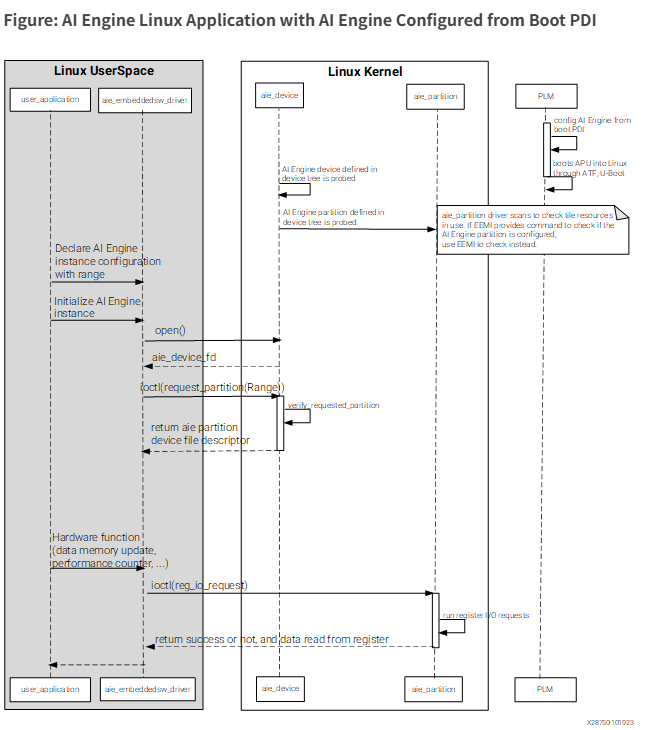 Figure: AI Engine Linux Application with AI Engine Configured from Boot PDI
Linux UserSpace
Linux Kernel
user_application
aie_embeddedsw_driver
aie_device
aie_partition
PLM
config AI Engine from
boot PDI
boots APU into Linux
through ATF, U-Boot
AI Engine device defined in
device tree is probed
AI Engine partition defined in
device tree is probed
aie_partition driver scans to check tile resources
in use. If EEMI provides command to check if the
AI Engine partition is configured,
use EEMI to check instead.
Declare AI Engine
instance configuration
with range
Initialize AI Engine
instance
open()
aie_device_fd
ioctl(request_partition(Range))
verify_requested_partition
return aie partition
device file descriptor
Hardware function
(data memory update,
performance counter, ...)
ioctl(reg_io_request)
run register I/O requests
return success or not, and data read from register
user_application
aie_embeddedsw_driver
aie_device
aie_partition
PLM
X28750-101923